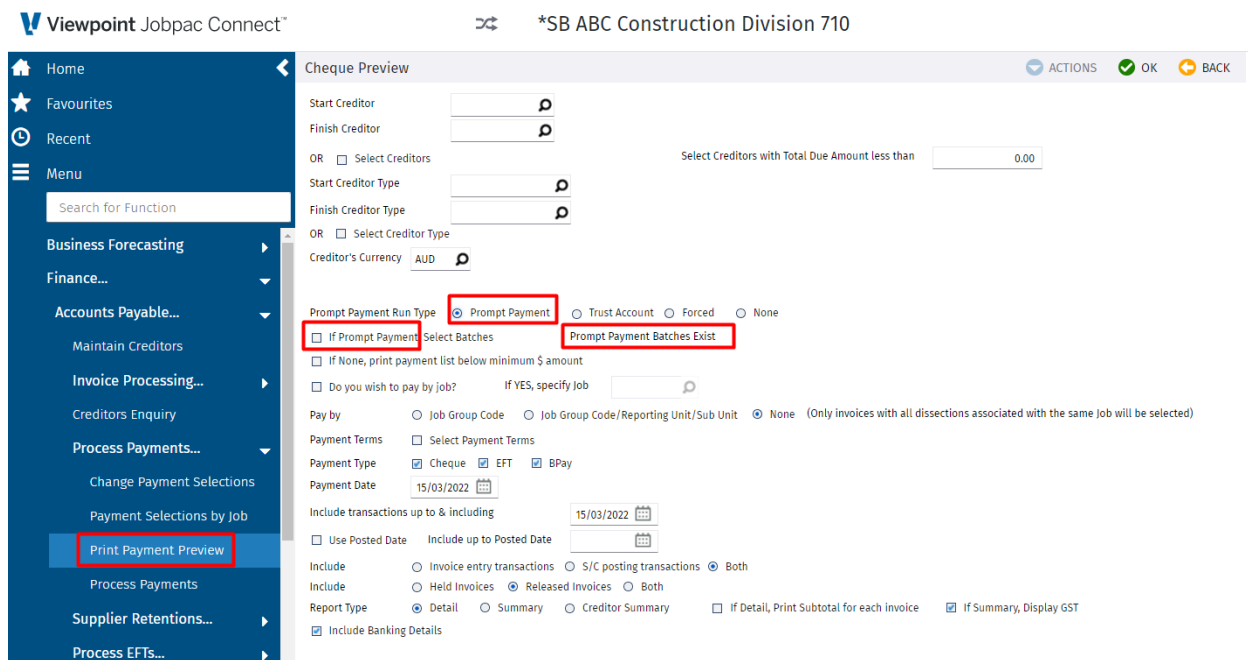 Viewpoint Jobpac Connect™
*SB ABC Construction Division 710
Home
Favourites
Recent
Menu
Search for Function
Business Forecasting
Finance...
Accounts Payable...
Maintain Creditors
Invoice Processing...
Creditors Enquiry
Process Payments...
Change Payment Selections
Payment Selections by Job
Print Payment Preview
Process Payments
Supplier Retentions...
Process EFTs...
Cheque Preview ACTIONS OK BACK
Start Creditor
Finish Creditor
OR Select Creditors Select Creditors with Total Due Amount less than 0.00
Start Creditor Type
Finish Creditor Type
OR Select Creditor Type
Creditor's Currency AUD
Prompt Payment Run Type Prompt Payment Trust Account Forced None
If Prompt Payment Select Batches Prompt Payment Batches Exist
If None, print payment list below minimum $ amount
Do you wish to pay by job? If YES, specify Job
Pay by Job Group Code Job Group Code/Reporting Unit/Sub Unit None (Only invoices with all dissections associated with the same Job will be selected)
Payment Terms Select Payment Terms
Payment Type Cheque EFT BPay
Payment Date 15/03/2022
Include transactions up to & including 15/03/2022
Use Posted Date Include up to Posted Date
Include Invoice entry transactions S/C posting transactions Both
Include Held Invoices Released Invoices Both
Report Type Detail Summary Creditor Summary If Detail, Print Subtotal for each invoice If Summary, Display GST
Include Banking Details